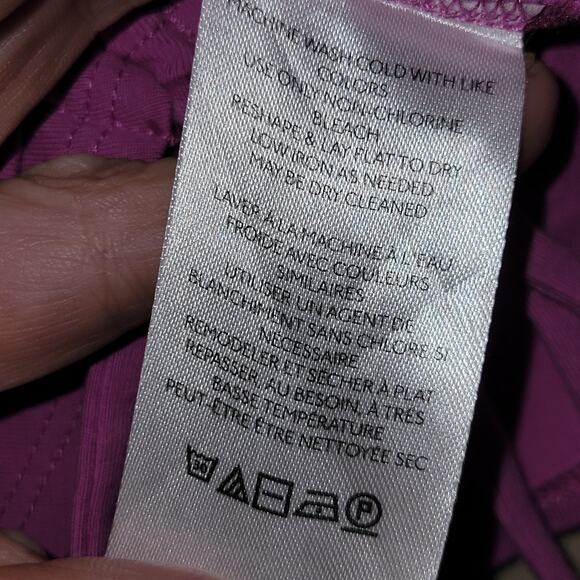 MACHINE WASH COLD WITH LIKE
COLORS
USE ONLY NON-CHLORINE
BLEACH
RESHAPE & LAY FLAT TO DRY
LOW IRON AS NEEDED
MAY BE DRY CLEANED
LAVER À LA MACHINE À L'EAU
FROIDE AVEC COULEURS
SIMILAIRES
UTILISER UN AGENT DE
BLANCHIMENT SANS CHLORE SI
NÉCESSAIRE
REMODELER ET SÉCHER À PLAT
REPASSER, AU BESOIN, À TRÈS
BASSE TEMPÉRATURE
PEUT-ÊTRE ÊTRE NETTOYÉE SEC
30 P